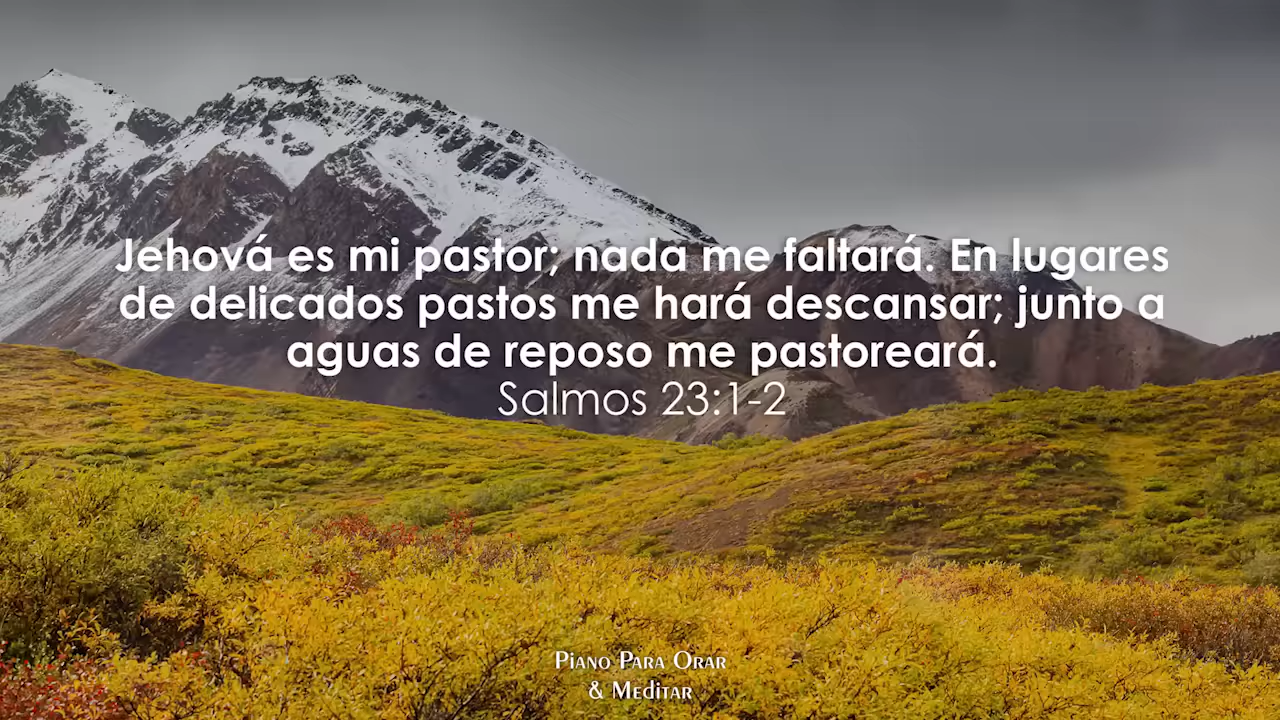 Jehová es mi pastor; nada me faltará. En lugares
de delicados pastos me hará descansar; junto a
aguas de reposo me pastoreará.
Salmos 23:1-2
Piano Para Orar
& Meditar